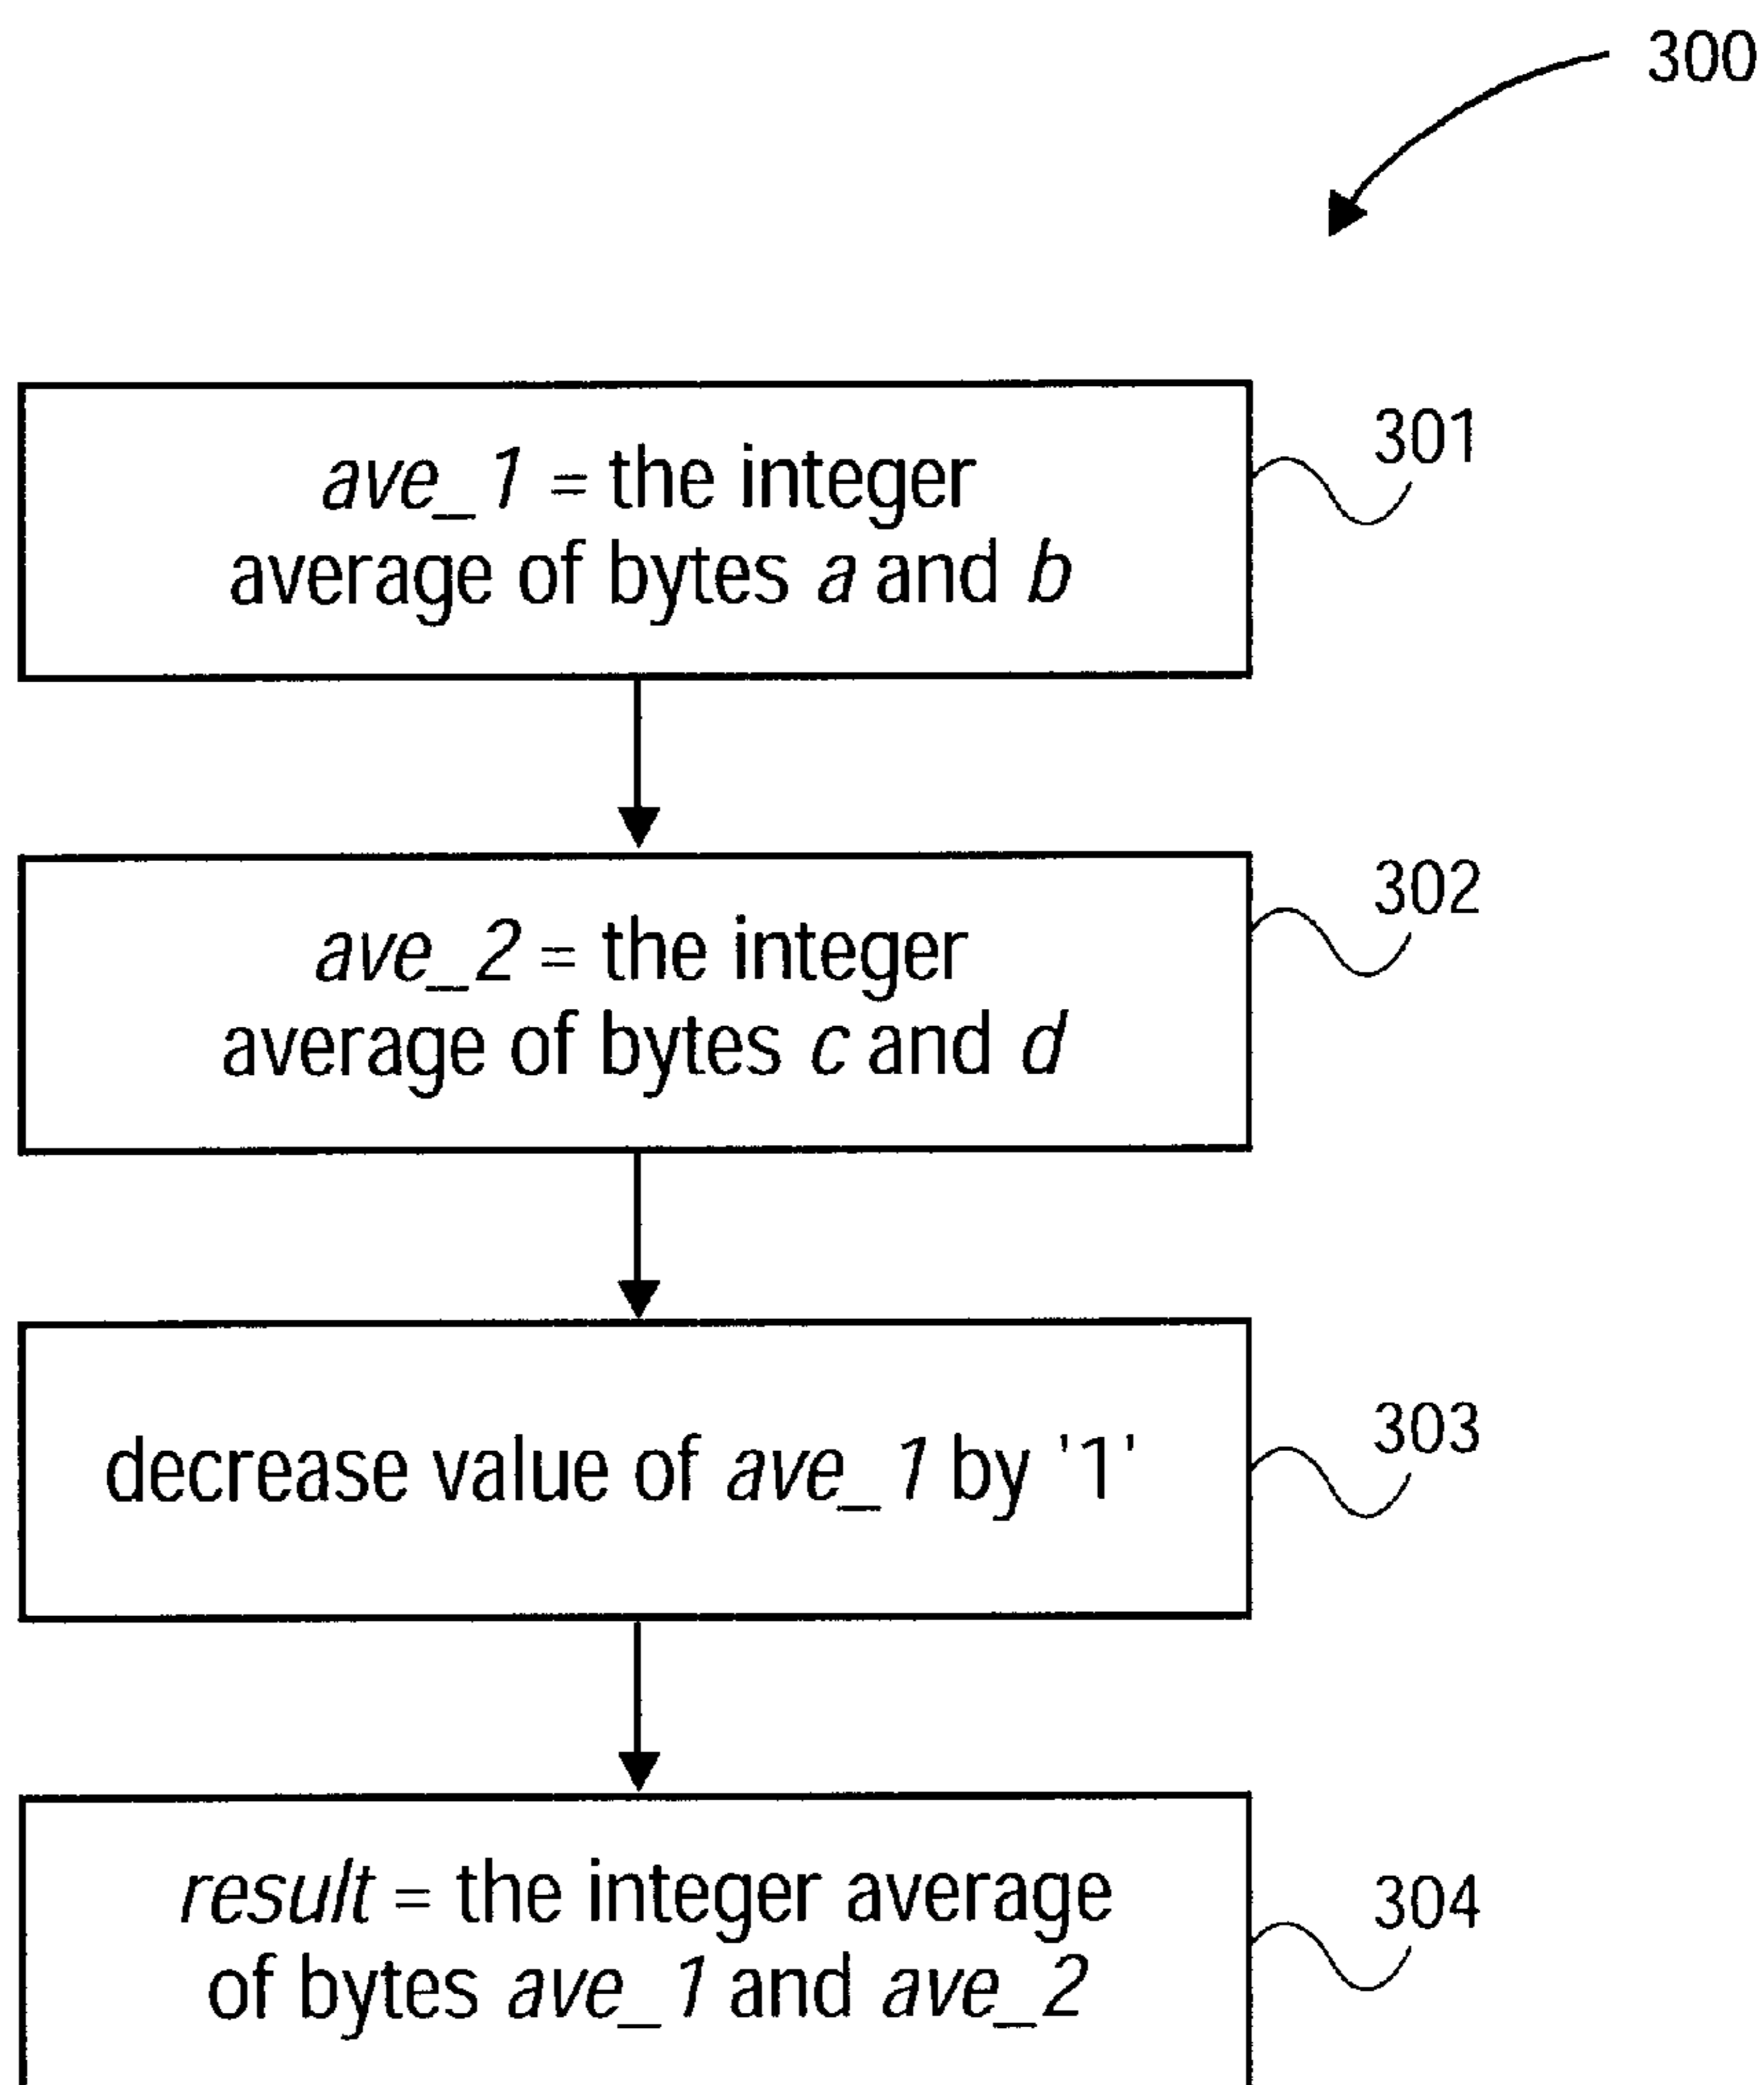 300
301
ave_1 = the integer
average of bytes a and b
302
ave_2 = the integer
average of bytes c and d
303
decrease value of ave_1 by '1'
304
result = the integer average
of bytes ave_1 and ave_2